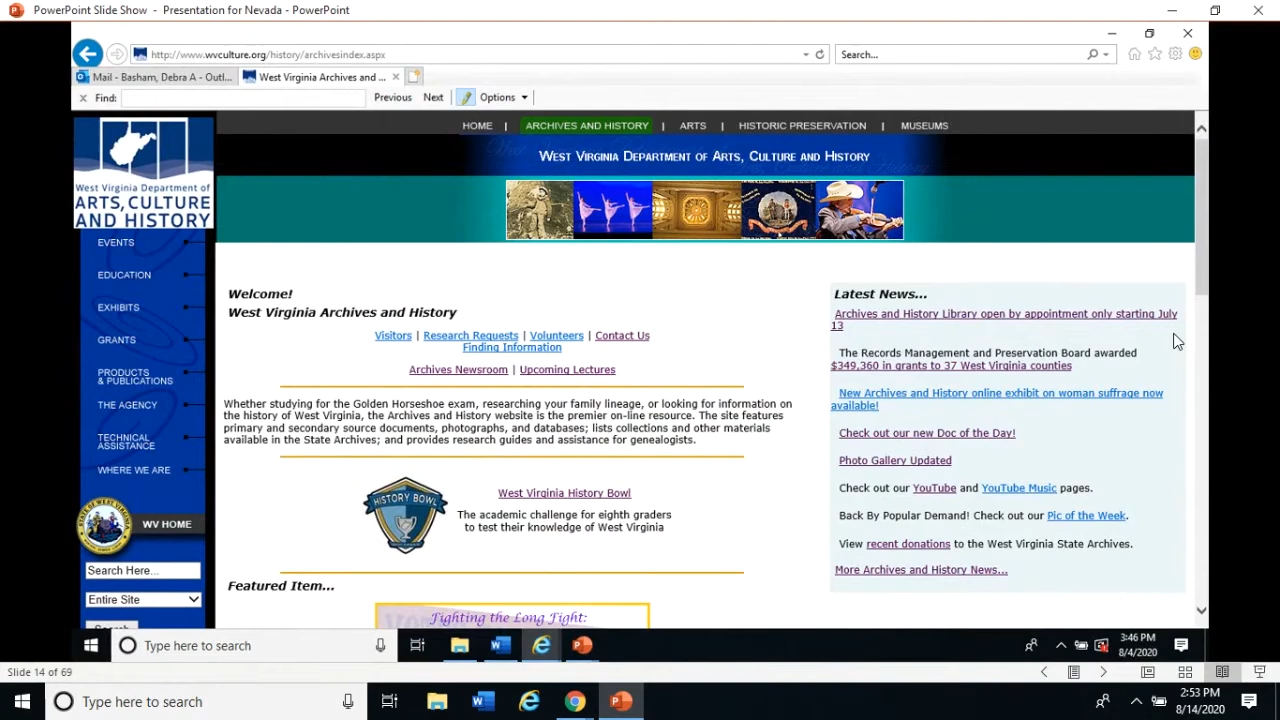 PowerPoint Slide Show - Presentation for Nevada - PowerPoint
http://www.wvculture.org/history/archivesindex.aspx
Search...
Mail - Basham, Debra A - Outl...
West Virginia Archives and ...
Find:
Previous
Next
Options
HOME | ARCHIVES AND HISTORY | ARTS | HISTORIC PRESERVATION | MUSEUMS
West Virginia Department of Arts, Culture and History
West Virginia Department of
ARTS, CULTURE
AND HISTORY
EVENTS
EDUCATION
EXHIBITS
GRANTS
PRODUCTS
& PUBLICATIONS
THE AGENCY
TECHNICAL
ASSISTANCE
WHERE WE ARE
WV HOME
Search Here...
Entire Site
Search
Welcome!
West Virginia Archives and History
Visitors | Research Requests | Volunteers | Contact Us
Finding Information
Archives Newsroom | Upcoming Lectures
Whether studying for the Golden Horseshoe exam, researching your family lineage, or looking for information on
the history of West Virginia, the Archives and History website is the premier on-line resource. The site features
primary and secondary source documents, photographs, and databases; lists collections and other materials
available in the State Archives; and provides research guides and assistance for genealogists.
HISTORY BOWL
West Virginia History Bowl
The academic challenge for eighth graders
to test their knowledge of West Virginia
Featured Item...
Fighting the Long Fight:
Latest News...
Archives and History Library open by appointment only starting July
13
The Records Management and Preservation Board awarded
$349,360 in grants to 37 West Virginia counties
New Archives and History online exhibit on woman suffrage now
available!
Check out our new Doc of the Day!
Photo Gallery Updated
Check out our YouTube and YouTube Music pages.
Back By Popular Demand! Check out our Pic of the Week.
View recent donations to the West Virginia State Archives.
More Archives and History News...
Type here to search
3:46 PM
8/4/2020
Slide 14 of 69
Type here to search
2:53 PM
8/14/2020